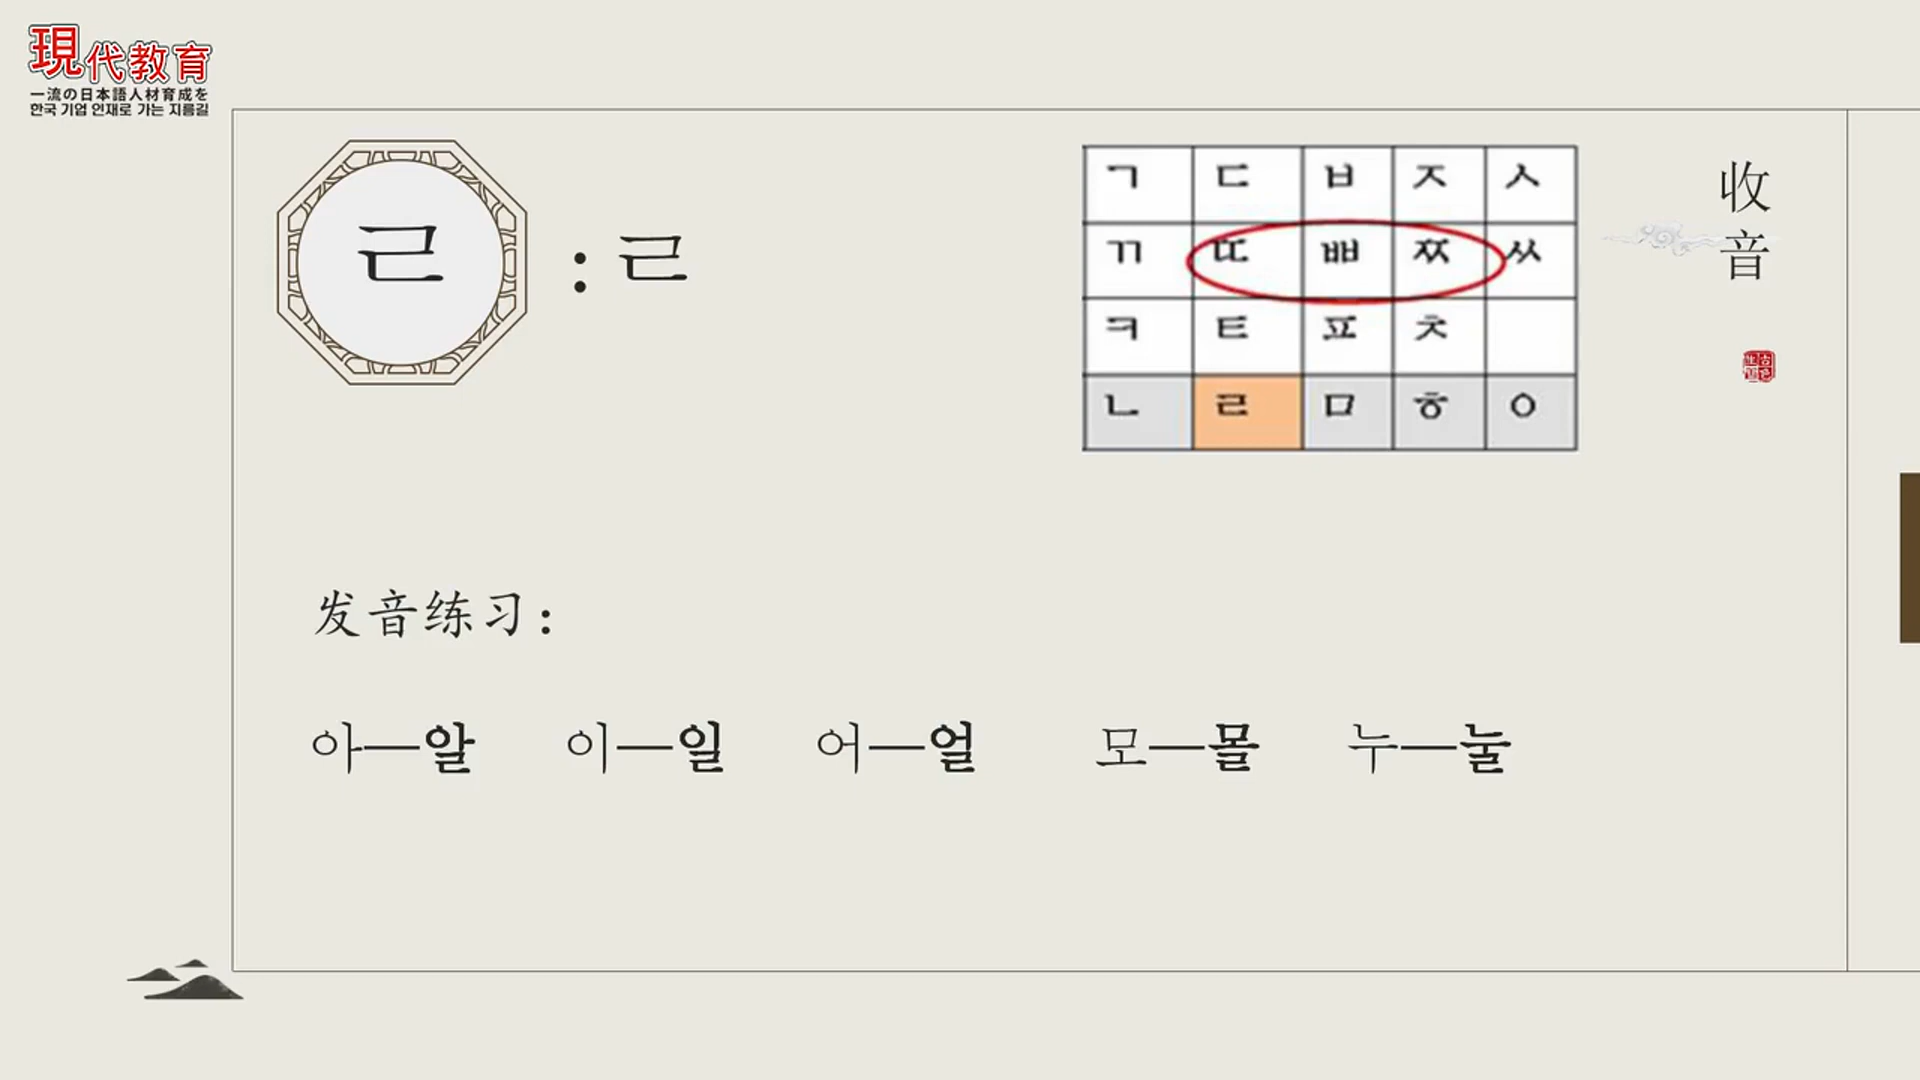 現代教育
一流の日本語人材育成を
한국 기업 인재로 가는 지름길
ㄹ : ㄹ
ㄱ ㄷ ㅂ ㅈ ㅅ
ㄲ ㄸ ㅃ ㅉ ㅆ
ㅋ ㅌ ㅍ ㅊ
ㄴ ㄹ ㅁ ㅎ ㅇ
收音
发音练习：
아—알 이—일 어—얼 모—몰 누—눌